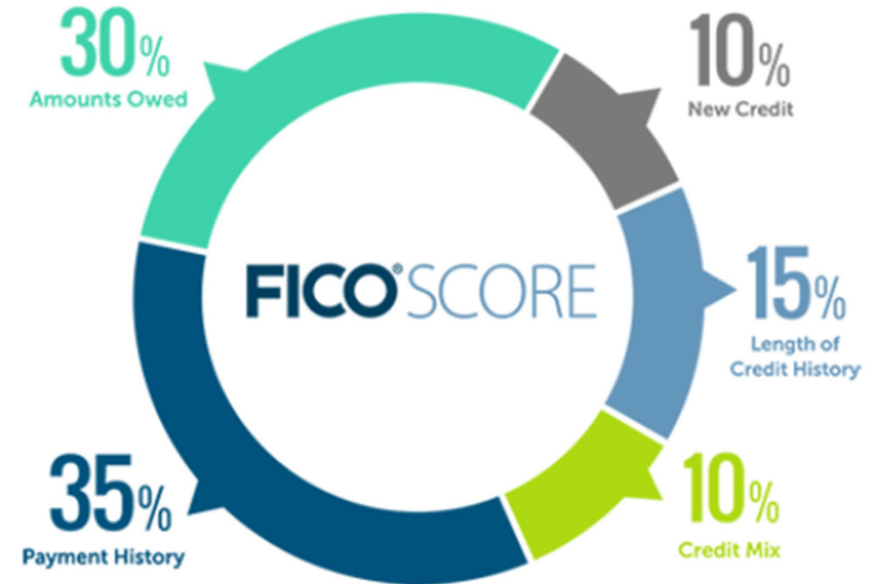 30%
Amounts Owed
10%
New Credit
FICO® SCORE
15%
Length of
Credit History
35%
Payment History
10%
Credit Mix